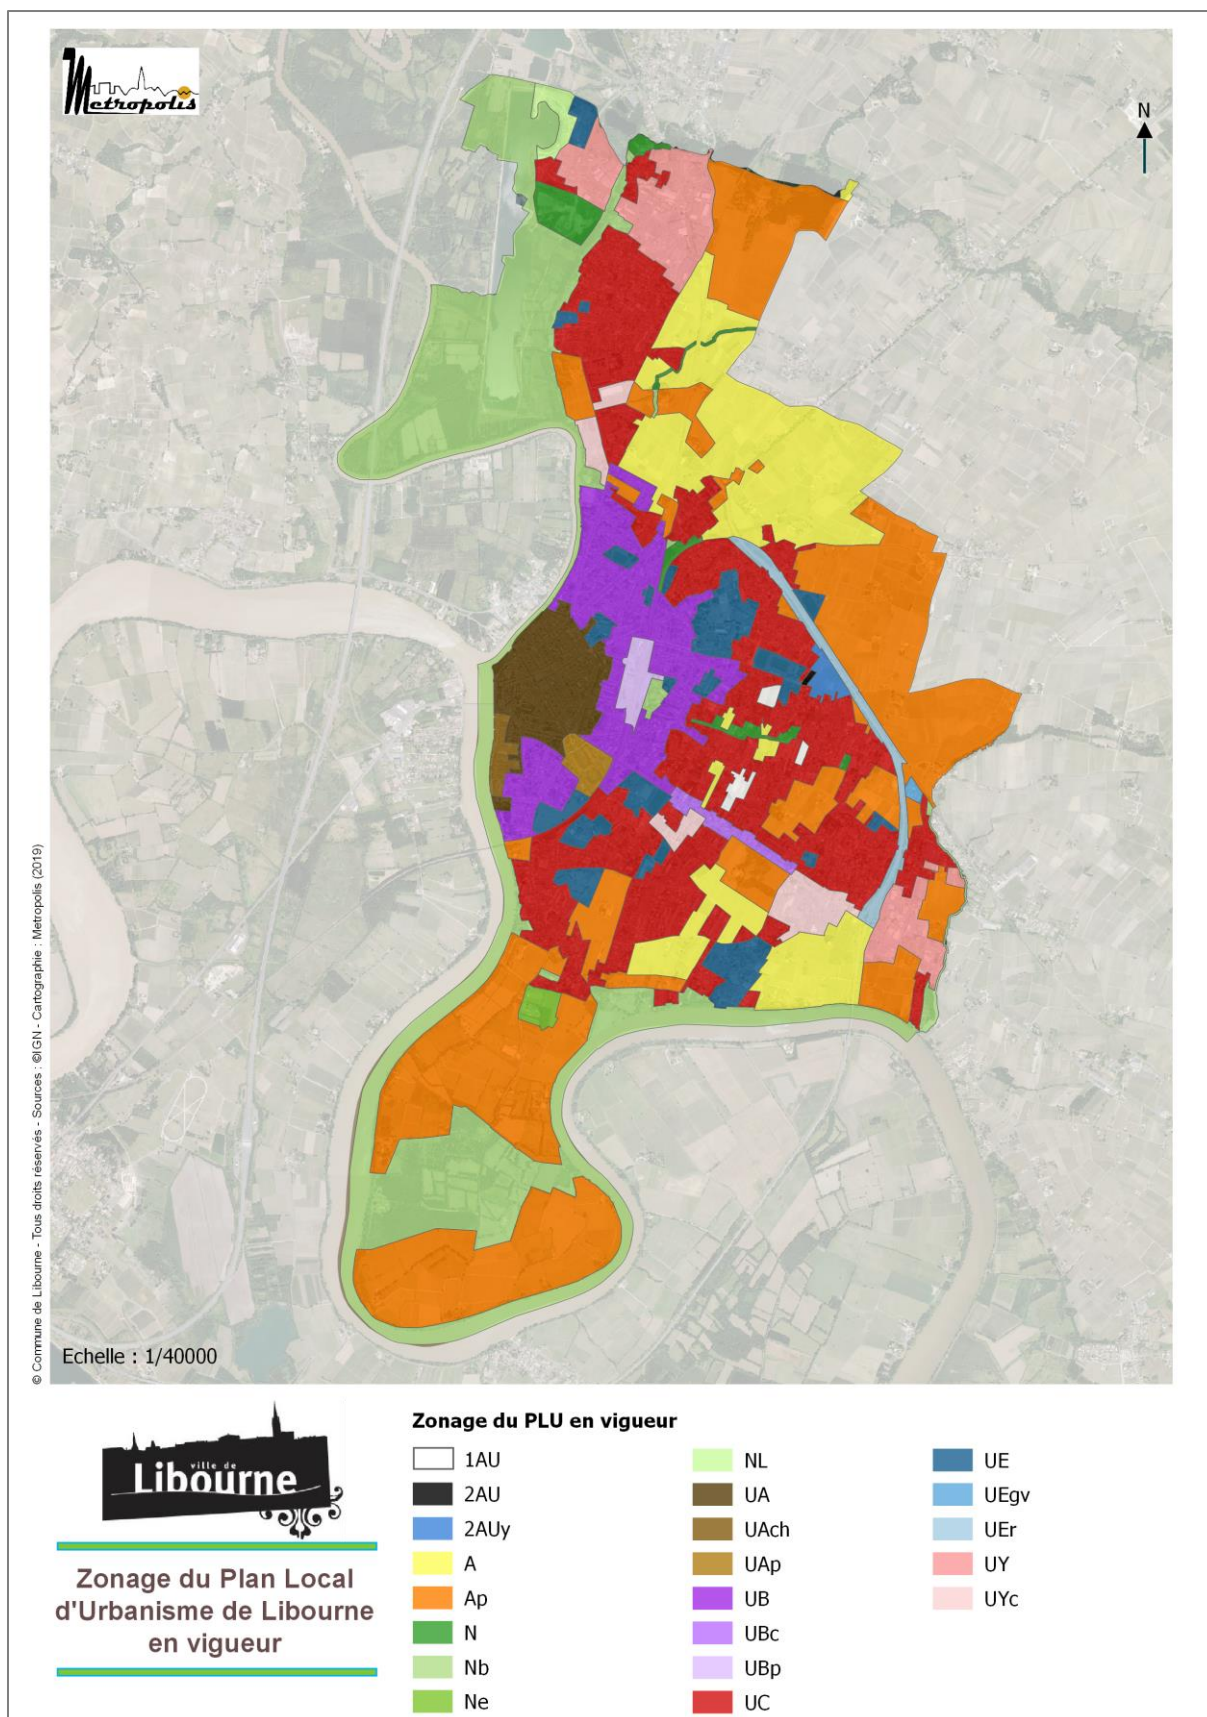 Metropolis
N
© Commune de Libourne - Tous droits réservés - Sources : ©IGN - Cartographie : Metropolis (2019)
Echelle : 1/40000
ville de
Libourne
Zonage du Plan Local
d'Urbanisme de Libourne
en vigueur
Zonage du PLU en vigueur
1AU
2AU
2AUy
A
Ap
N
Nb
Ne
NL
UA
UAch
UAp
UB
UBc
UBp
UC
UE
UEgv
UEr
UY
UYc